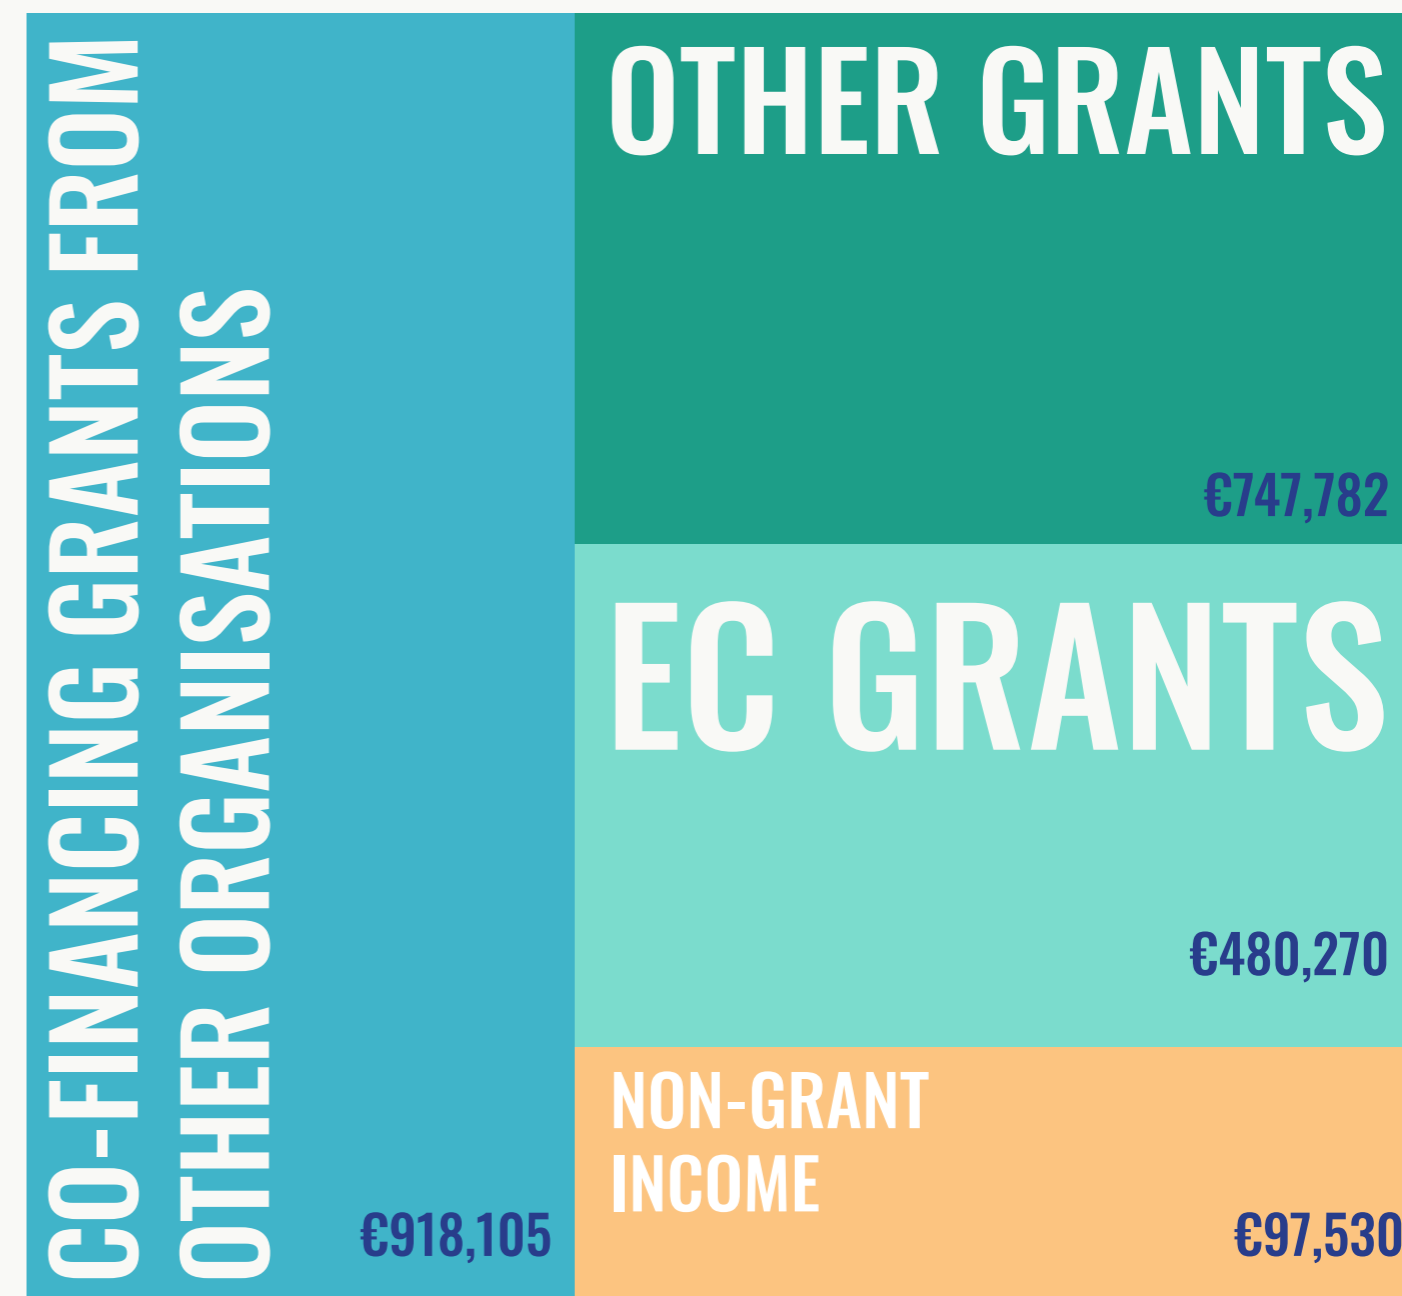 CO-FINANCING GRANTS FROM
OTHER ORGANISATIONS
€918,105
OTHER GRANTS
€747,782
EC GRANTS
€480,270
NON-GRANT
INCOME
€97,530